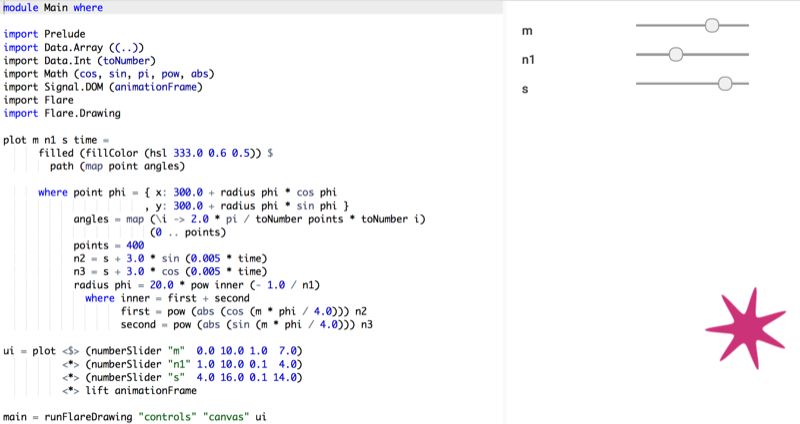 module Main where
import Prelude
import Data.Array ((..))
import Data.Int (toNumber)
import Math (cos, sin, pi, pow, abs)
import Signal.DOM (animationFrame)
import Flare
import Flare.Drawing
plot m n1 s time =
filled (fillColor (hsl 333.0 0.6 0.5)) $
path (map point angles)
where point phi = { x: 300.0 + radius phi * cos phi
, y: 300.0 + radius phi * sin phi }
angles = map (\i -> 2.0 * pi / toNumber points * toNumber i)
(0 .. points)
points = 400
n2 = s + 3.0 * sin (0.005 * time)
n3 = s + 3.0 * cos (0.005 * time)
radius phi = 20.0 * pow inner (- 1.0 / n1)
where inner = first + second
first = pow (abs (cos (m * phi / 4.0))) n2
second = pow (abs (sin (m * phi / 4.0))) n3
ui = plot <$> (numberSlider "m" 0.0 10.0 1.0 7.0)
<*> (numberSlider "n1" 1.0 10.0 0.1 4.0)
<*> (numberSlider "s" 4.0 16.0 0.1 14.0)
<*> lift animationFrame
main = runFlareDrawing "controls" "canvas" ui
m
n1
s